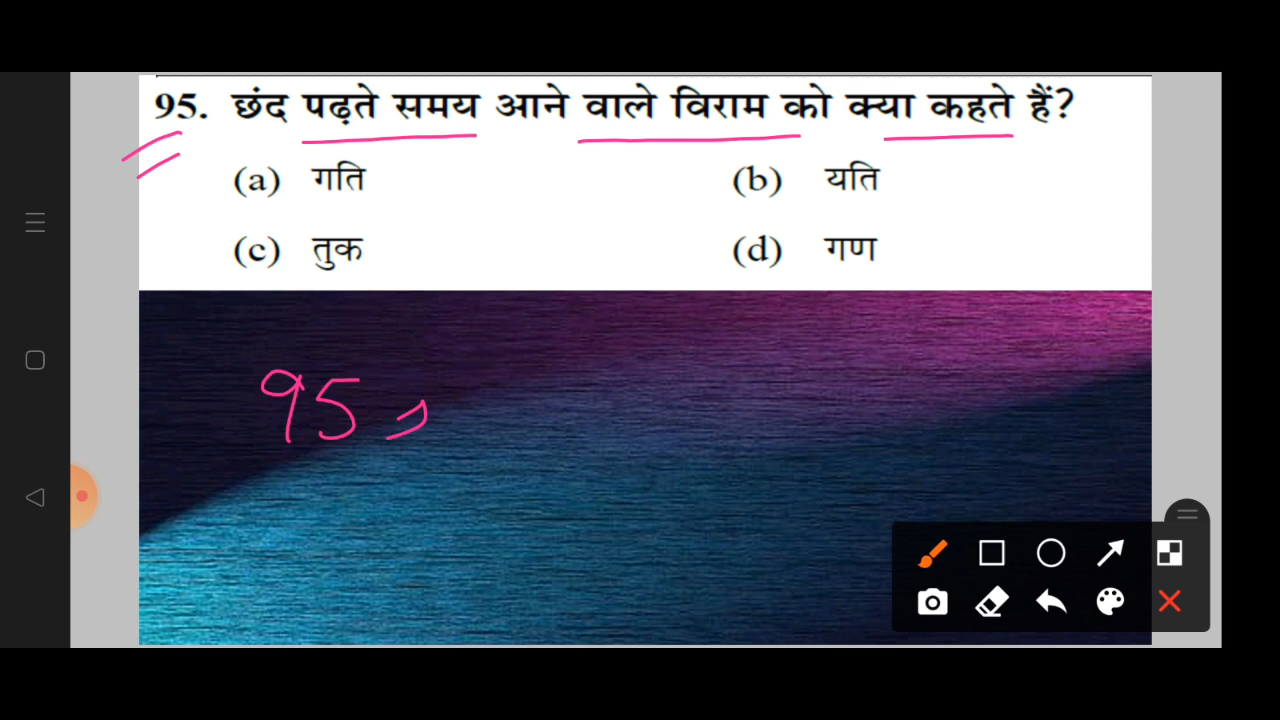 95. छंद पढ़ते समय आने वाले विराम को क्या कहते हैं?
(a) गति (b) यति
(c) तुक (d) गण
95